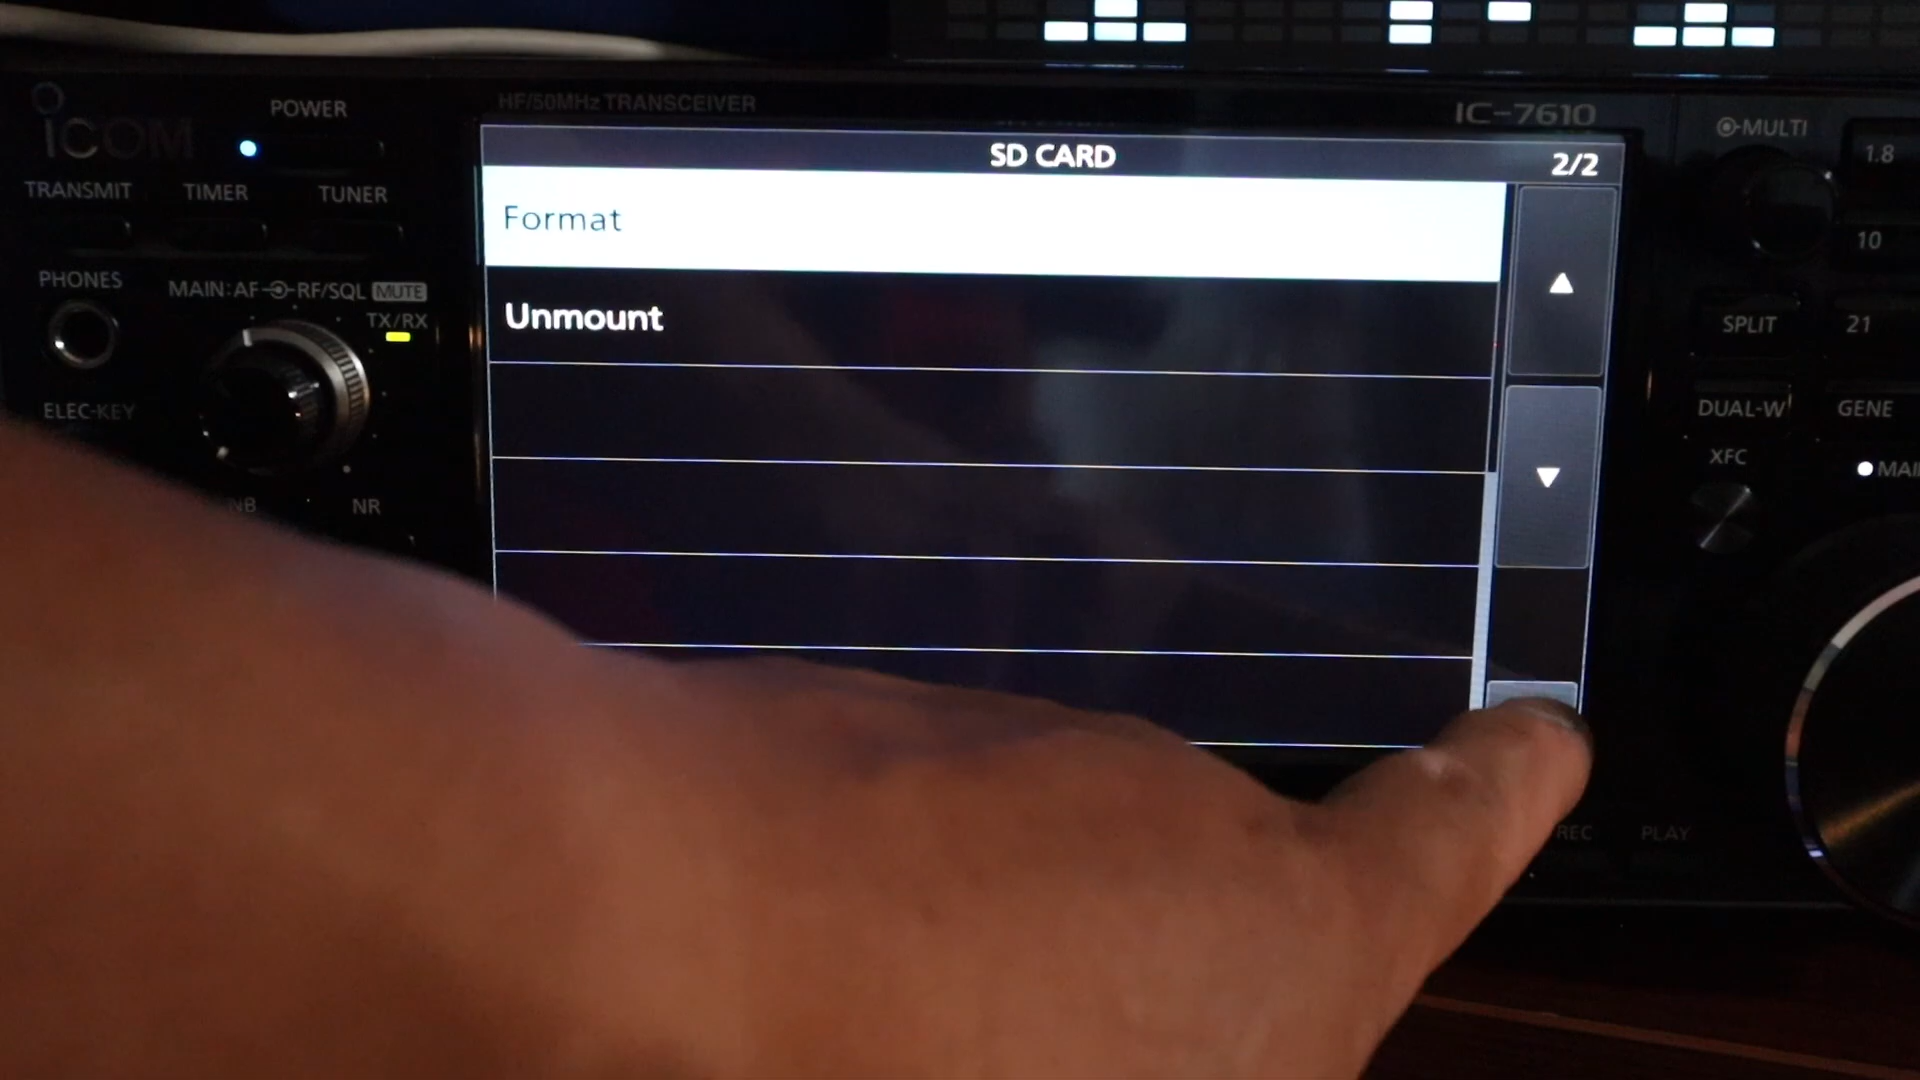 HF/50MHz TRANSCEIVER
IC-7610
ICOM
POWER
TRANSMIT
TIMER
TUNER
PHONES
MAIN:AF RF/SQL MUTE
TX/RX
ELEC-KEY
NB
NR
SD CARD
2/2
Format
Unmount
MULTI
1.8
10
SPLIT
21
DUAL-W
GENE
XFC
MAI
REC
PLAY